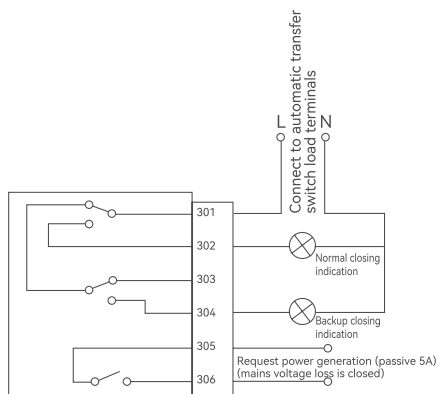 Connect to automatic transfer
switch load terminals
L N
301
302
Normal closing
indication
303
304
Backup closing
indication
305
Request power generation (passive 5A)
(mains voltage loss is closed)
306